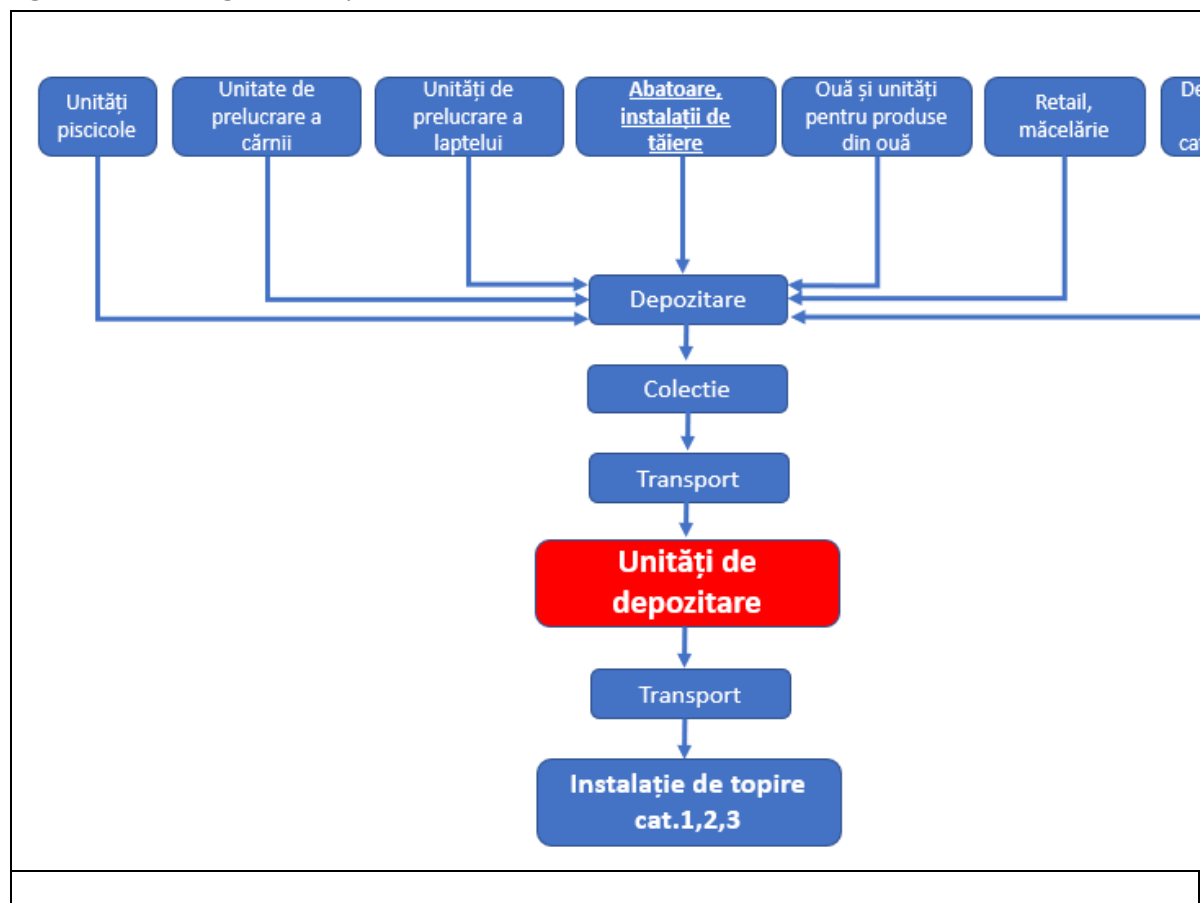 Unități
piscicole
Unitate de
prelucrare a
cărnii
Unități de
prelucrare a
laptelui
Abatoare,
instalații de
tăiere
Ouă și unități
pentru produse
din ouă
Retail,
măcelărie
Depozitare
Colectie
Transport
Unități de
depozitare
Transport
Instalație de topire
cat.1,2,3